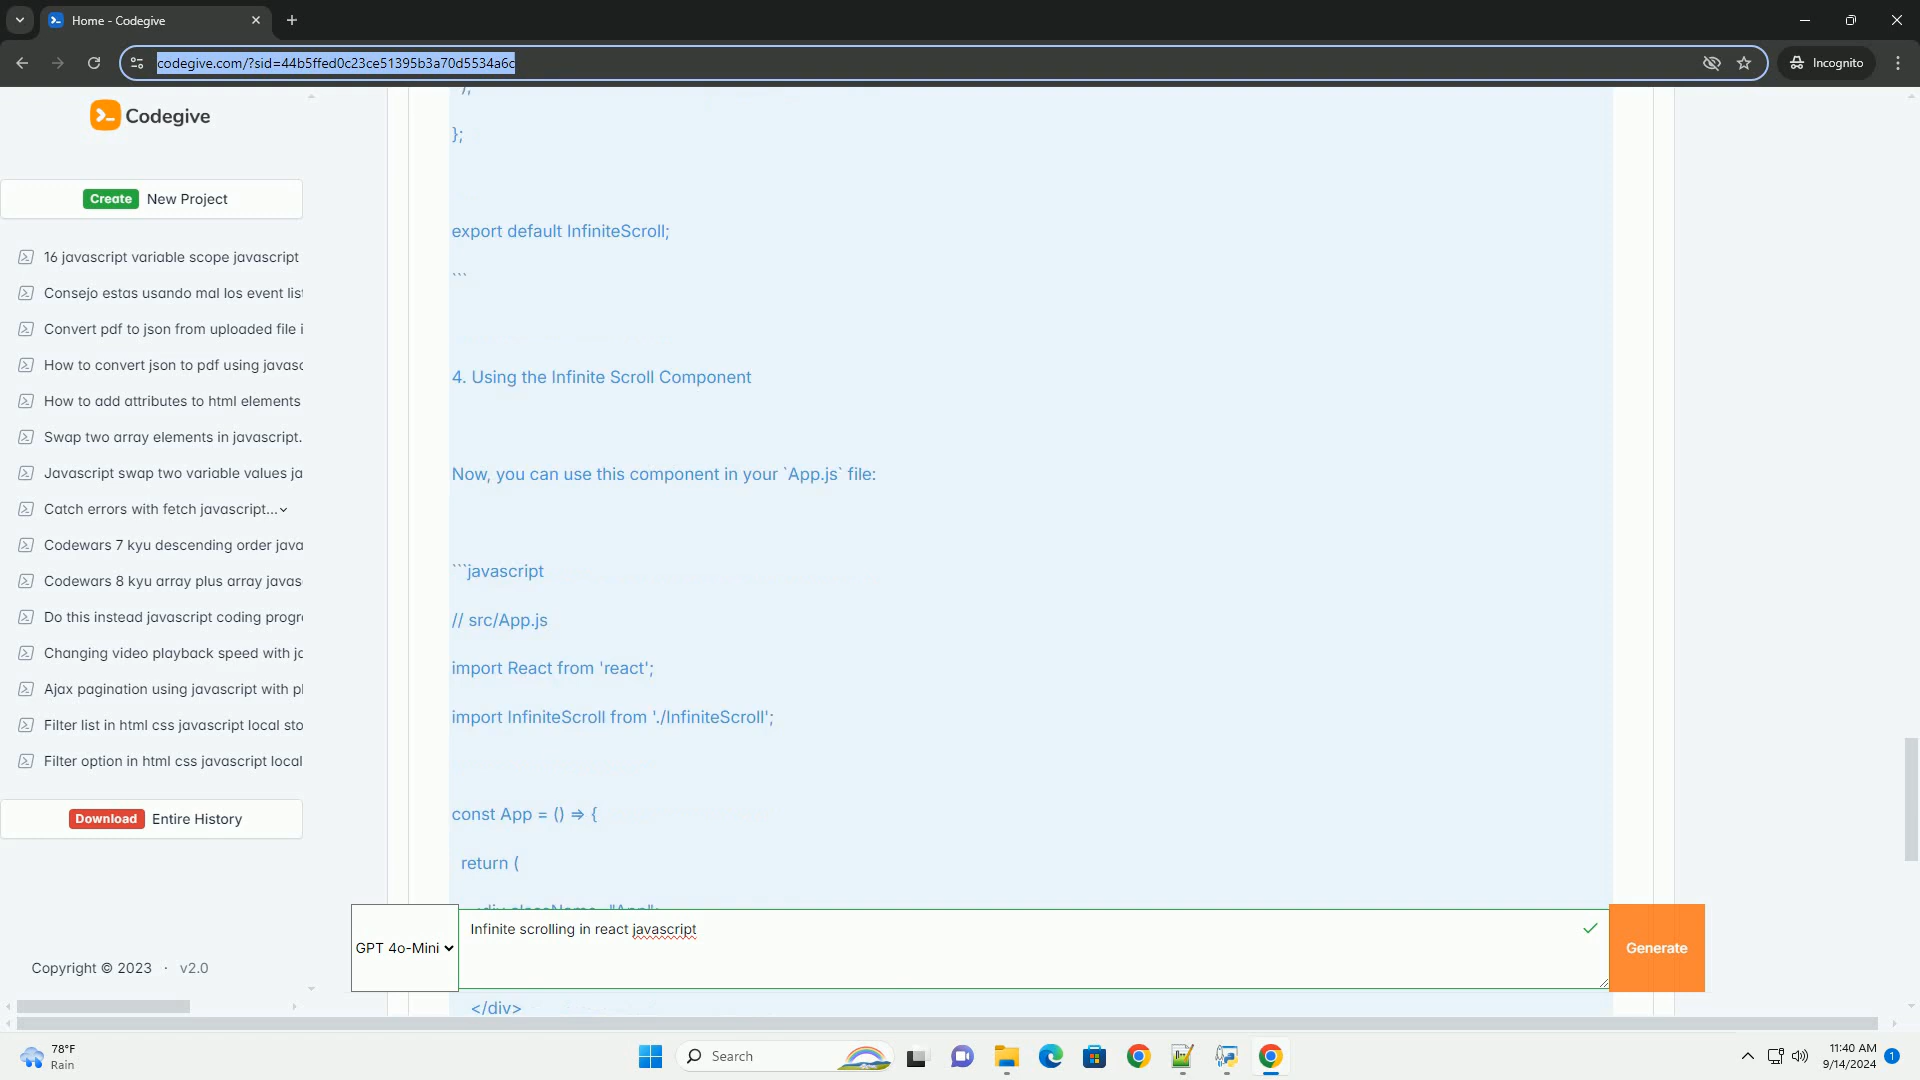 Home - Codegive
codegive.com/?sid=44b5ffed0c23ce51395b3a70d5534a6c
Incognito
Codegive
Create New Project
16 javascript variable scope javascript
Consejo estas usando mal los event list
Convert pdf to json from uploaded file i
How to convert json to pdf using javasc
How to add attributes to html elements
Swap two array elements in javascript.
Javascript swap two variable values ja
Catch errors with fetch javascript...
Codewars 7 kyu descending order java
Codewars 8 kyu array plus array javas
Do this instead javascript coding progr
Changing video playback speed with ja
Ajax pagination using javascript with p
Filter list in html css javascript local sto
Filter option in html css javascript local
Download Entire History
Copyright © 2023 · v2.0
);
};
export default InfiniteScroll;
```
4. Using the Infinite Scroll Component
Now, you can use this component in your `App.js` file:
```javascript
// src/App.js
import React from 'react';
import InfiniteScroll from './InfiniteScroll';
const App = () => {
return (
</div>
GPT 4o-Mini
Infinite scrolling in react javascript
Generate
78°F
Rain
Search
11:40 AM
9/14/2024
1